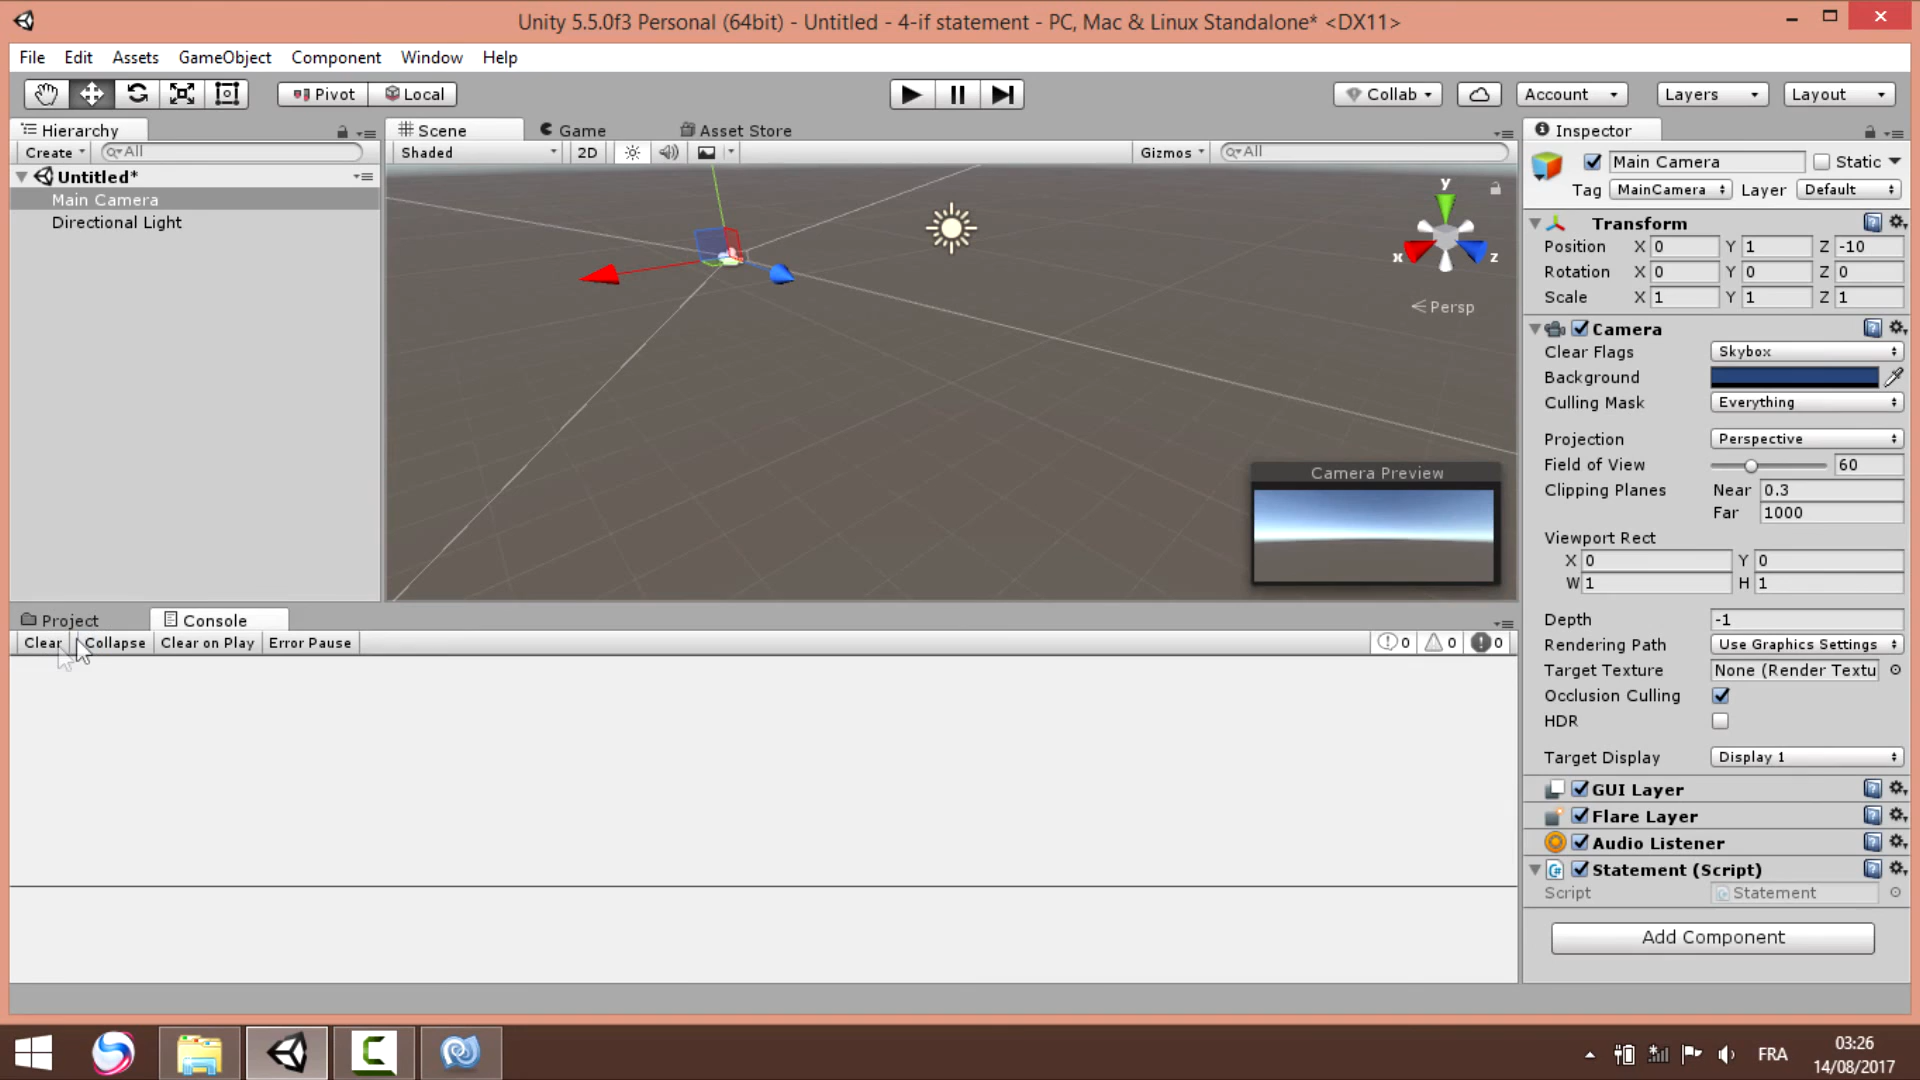 Unity 5.5.0f3 Personal (64bit) - Untitled - 4-if statement - PC, Mac & Linux Standalone* <DX11>
File Edit Assets GameObject Component Window Help
Pivot Local Collab Account Layers Layout
Hierarchy Scene Game Asset Store Inspector
Create All Shaded 2D Gizmos All
Main Camera Static
Untitled*
Tag MainCamera Layer Default
Main Camera
Directional Light
y
x
z
Persp
Transform
Position X 0 Y 1 Z -10
Rotation X 0 Y 0 Z 0
Scale X 1 Y 1 Z 1
Camera
Clear Flags Skybox
Background
Culling Mask Everything
Projection Perspective
Field of View 60
Clipping Planes Near 0.3
Far 1000
Camera Preview
Viewport Rect
X 0 Y 0
W 1 H 1
Depth -1
Rendering Path Use Graphics Settings
Target Texture None (Render Textu
Occlusion Culling
HDR
Target Display Display 1
GUI Layer
Flare Layer
Audio Listener
Statement (Script)
Script Statement
Add Component
Project Console
Clear Collapse Clear on Play Error Pause 0 0 0
FRA
03:26
14/08/2017